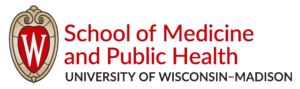 W
School of Medicine
and Public Health
UNIVERSITY OF WISCONSIN–MADISON